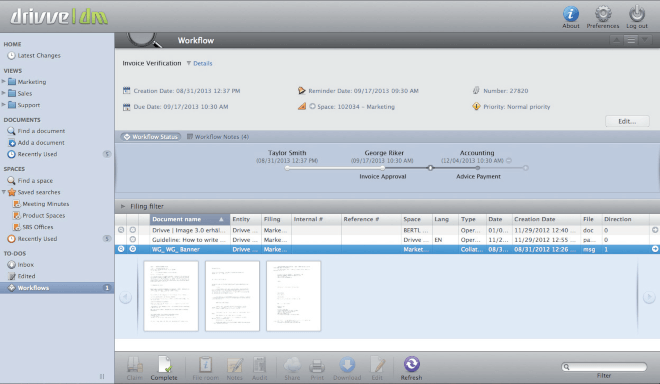 drivve|dm
About
Preferences
Log out
HOME
Latest Changes
VIEWS
Marketing
Sales
Support
DOCUMENTS
Find a document
Add a document
Recently Used 5
SPACES
Find a space
Saved searches
Meeting Minutes
Product Spaces
SBS Offices
Recently Used 5
TO-DOS
Inbox
Edited
Workflows 1
Workflow
Invoice Verification Details
Creation Date: 08/31/2013 12:37 PM
Reminder Date: 09/17/2013 09:30 AM
Number: 27820
Due Date: 09/17/2013 10:30 AM
Space: 102034 – Marketing
Priority: Normal priority
Edit...
Workflow Status
Workflow Notes (4)
Taylor Smith George Biker Accounting
(08/31/2013 12:37 PM) (09/17/2013 10:30 AM) (12/04/2013 10:30 AM)
Invoice Approval Advice Payment
Filing filter
Document name Entity Filing Internal # Reference # Space Lang Type Date Creation Date File Direction
Drivve | Image 3.0 erhäl... Drivve ... Marke... BERTL ... Oper... 01/0... 11/29/2012 12:40 ... doc 0
Guideline: How to write ... Drivve ... Marke... Drivve ... EN Oper... 11/2... 11/29/2012 12:55 ... pa... 0
WG_ WG_Banner Drivve ... Marke... Market... Collat... 08/3... 08/31/2012 12:26 ... msg 1
Claim
Complete
File room
Notes
Audit
Share
Print
Download
Edit
Refresh
Filter